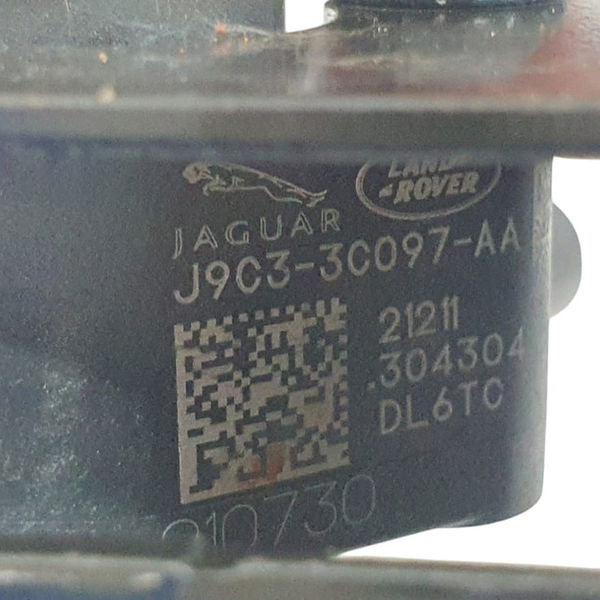 LAND
ROVER
JAGUAR
J9C3-3C097-AA
21211
.304304
DL6TC
210730